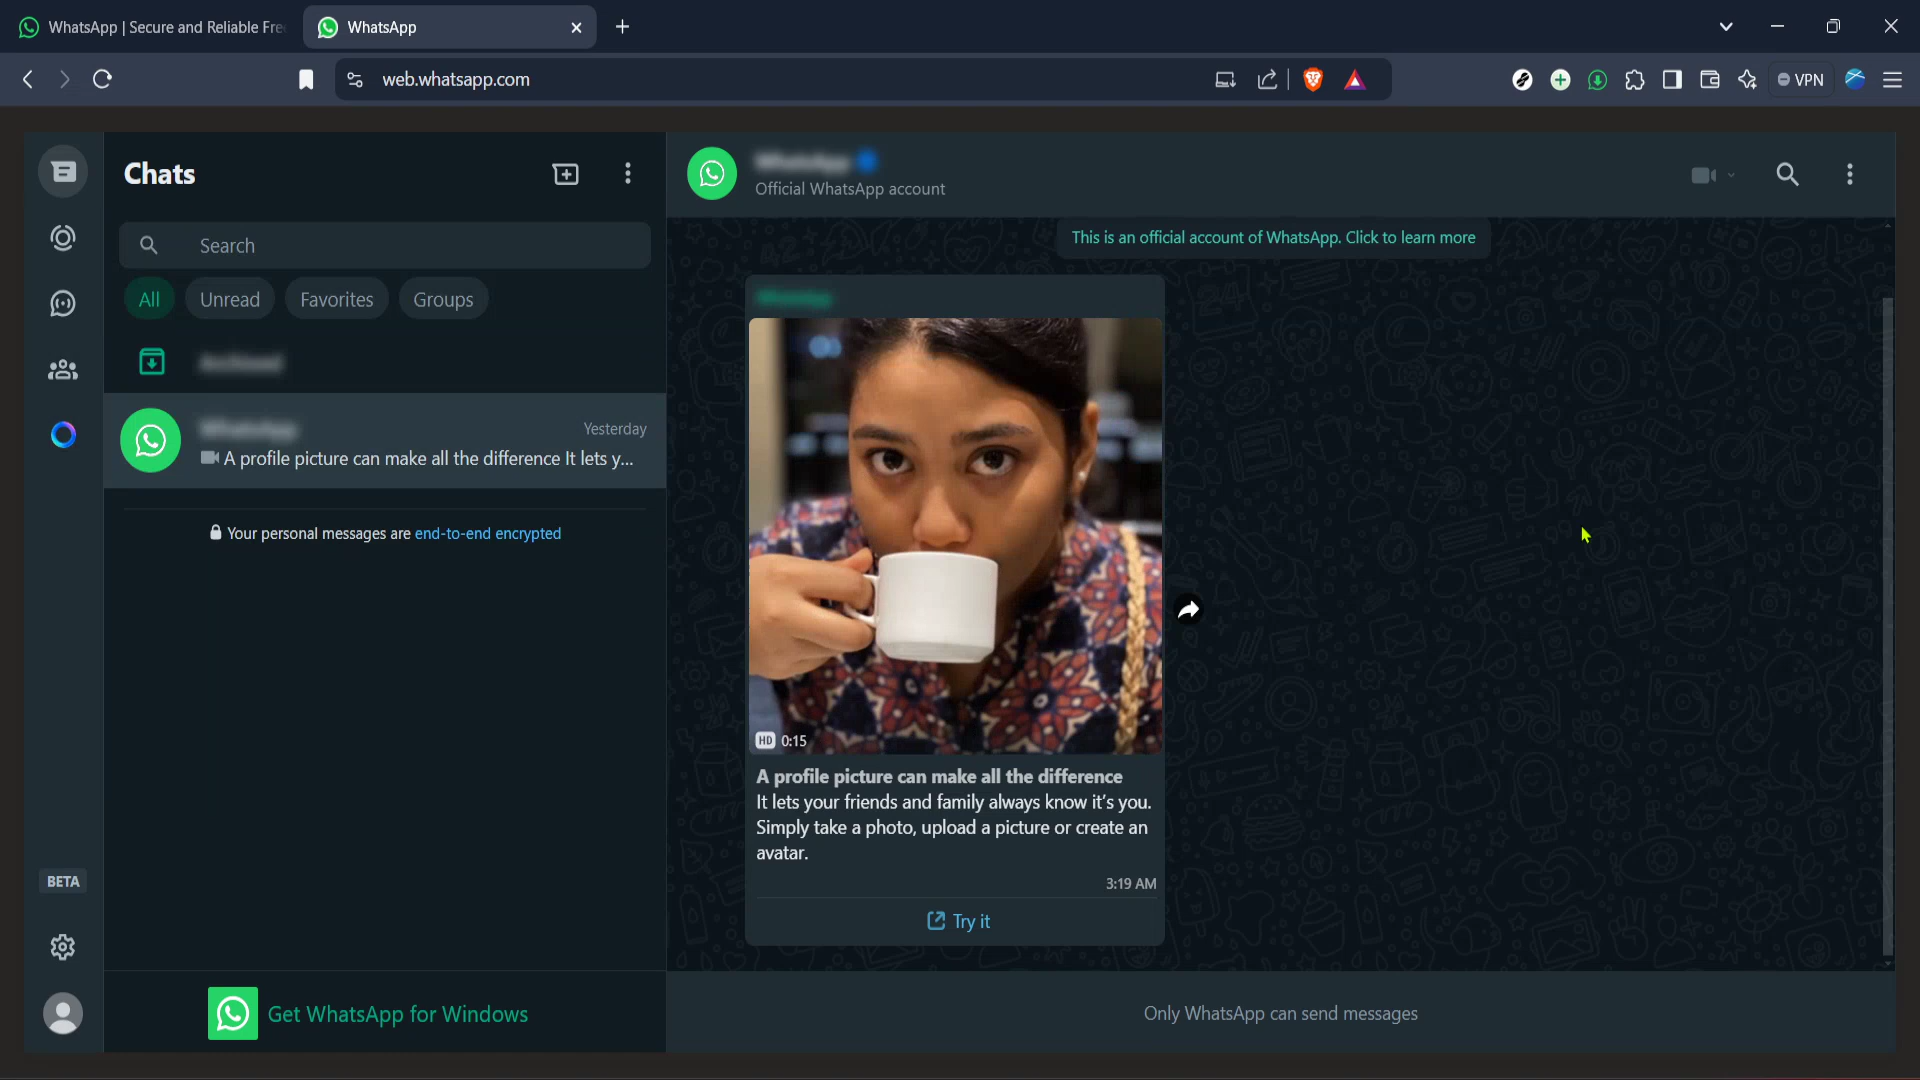 WhatsApp | Secure and Reliable Fre
WhatsApp
web.whatsapp.com
VPN
Chats
Search
All
Unread
Favorites
Groups
Yesterday
A profile picture can make all the difference It lets y...
Your personal messages are end-to-end encrypted
BETA
Get WhatsApp for Windows
Official WhatsApp account
This is an official account of WhatsApp. Click to learn more
HD 0:15
A profile picture can make all the difference
It lets your friends and family always know it's you.
Simply take a photo, upload a picture or create an
avatar.
3:19 AM
Try it
Only WhatsApp can send messages